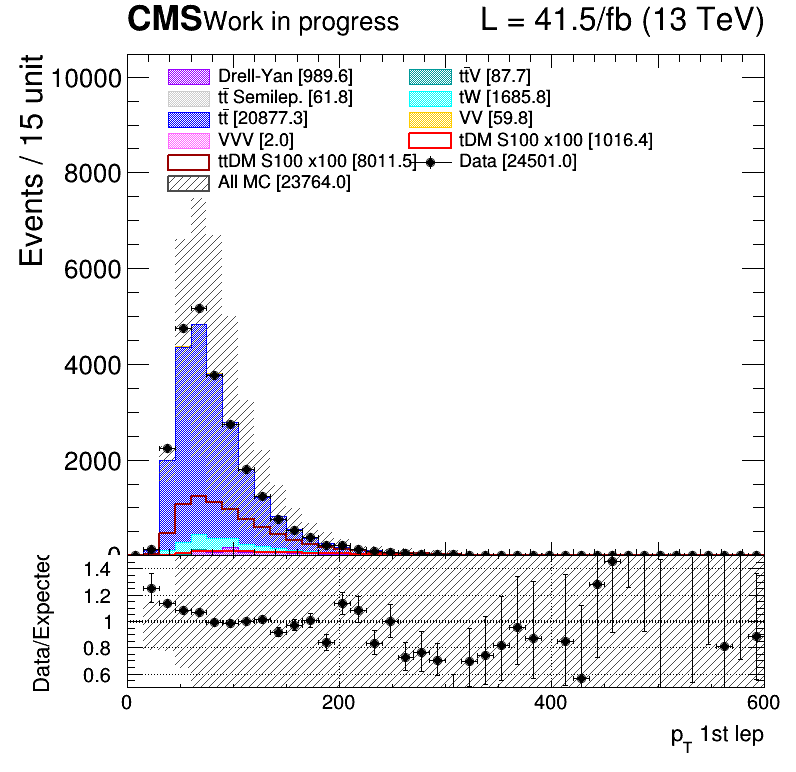 CMS Work in progress L = 41.5/fb (13 TeV)
Events / 15 unit
10000
8000
6000
4000
2000
0
Drell-Yan [989.6]
tt̄ Semilep. [61.8]
tt̄ [20877.3]
VVV [2.0]
ttDM S100 x100 [8011.5]
All MC [23764.0]
tt̄V [87.7]
tW [1685.8]
VV [59.8]
tDM S100 x100 [1016.4]
Data [24501.0]
Data/Expected
1.4
1.2
1
0.8
0.6
0 200 400 600
pT 1st lep